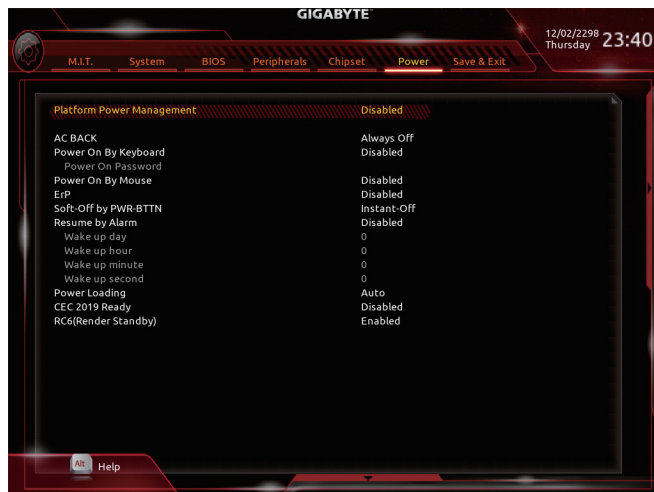 GIGABYTE™
12/02/2298 23:40
Thursday
M.I.T. System BIOS Peripherals Chipset Power Save & Exit
Platform Power Management Disabled
AC BACK Always Off
Power On By Keyboard Disabled
Power On Password
Power On By Mouse Disabled
ErP Disabled
Soft-Off by PWR-BTTN Instant-Off
Resume by Alarm Disabled
Wake up day 0
Wake up hour 0
Wake up minute 0
Wake up second 0
Power Loading Auto
CEC 2019 Ready Disabled
RC6(Render Standby) Enabled
Alt Help